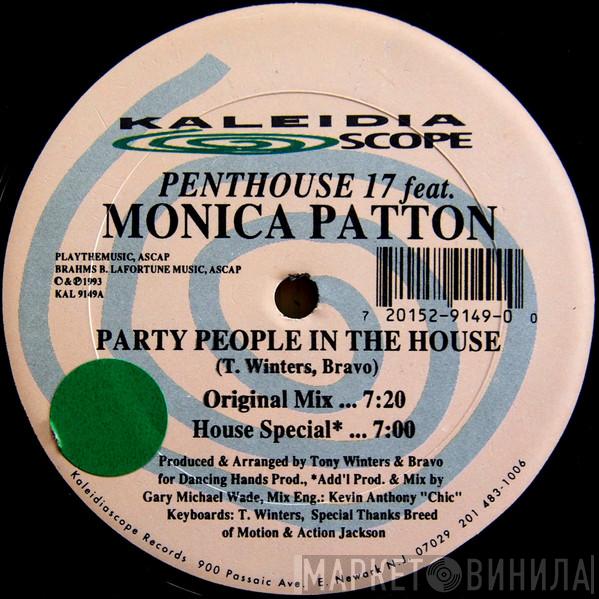 KALEIDIA
SCOPE
PENTHOUSE 17 feat.
MONICA PATTON
PLAYTHEMUSIC, ASCAP
BRAHMS B. LAFORTUNE MUSIC, ASCAP
©&℗1993
KAL 9149A
7 20152-9149-0 0
PARTY PEOPLE IN THE HOUSE
(T. Winters, Bravo)
Original Mix ... 7:20
House Special* ... 7:00
Produced & Arranged by Tony Winters & Bravo
for Dancing Hands Prod., *Add'l Prod. & Mix by
Gary Michael Wade, Mix Eng.: Kevin Anthony "Chic"
Keyboards: T. Winters, Special Thanks Breed
of Motion & Action Jackson
Kaleidiascope Records 900 Passaic Ave. E. Newark N.J. 07029 201 483-1006
МАРКЕТ ВИНИЛА